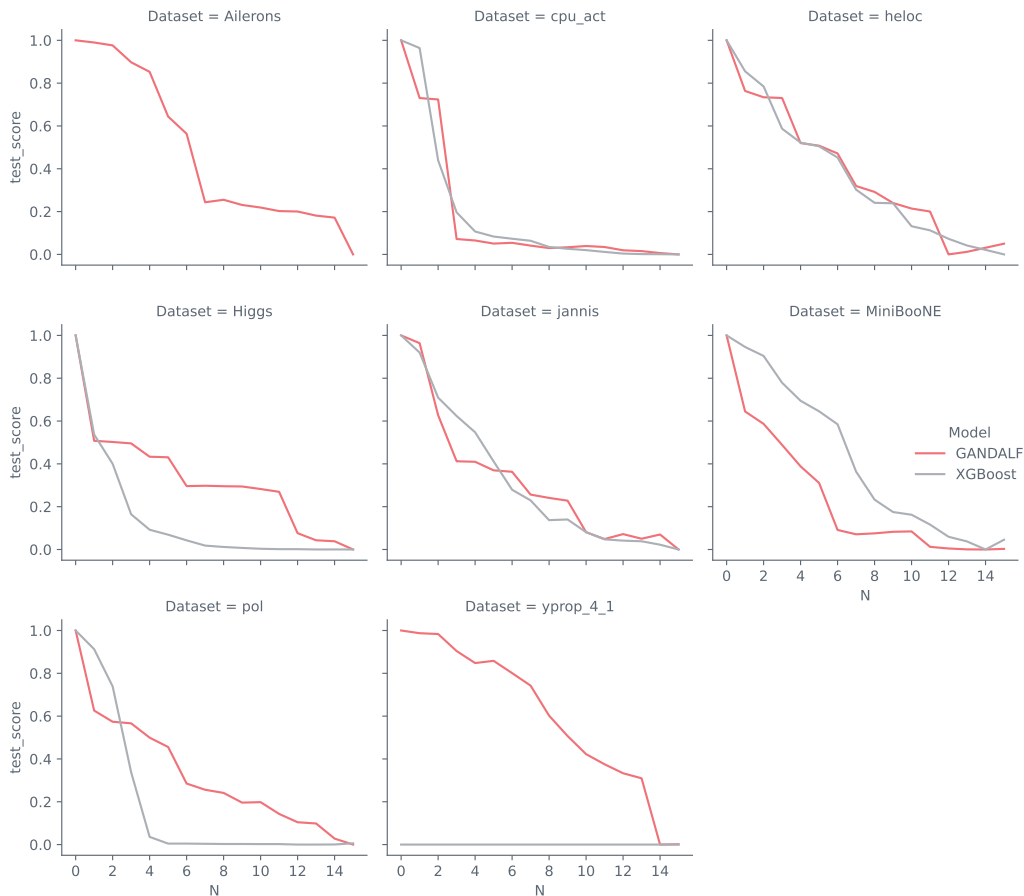 Dataset = Ailerons
Dataset = cpu_act
Dataset = heloc
1.0
0.8
0.6
0.4
0.2
0.0
test_score
Dataset = Higgs
Dataset = jannis
Dataset = MiniBooNE
1.0
0.8
0.6
0.4
0.2
0.0
test_score
Model
GANDALF
XGBoost
0 2 4 6 8 10 12 14
N
Dataset = pol
Dataset = yprop_4_1
1.0
0.8
0.6
0.4
0.2
0.0
test_score
0 2 4 6 8 10 12 14
N
0 2 4 6 8 10 12 14
N